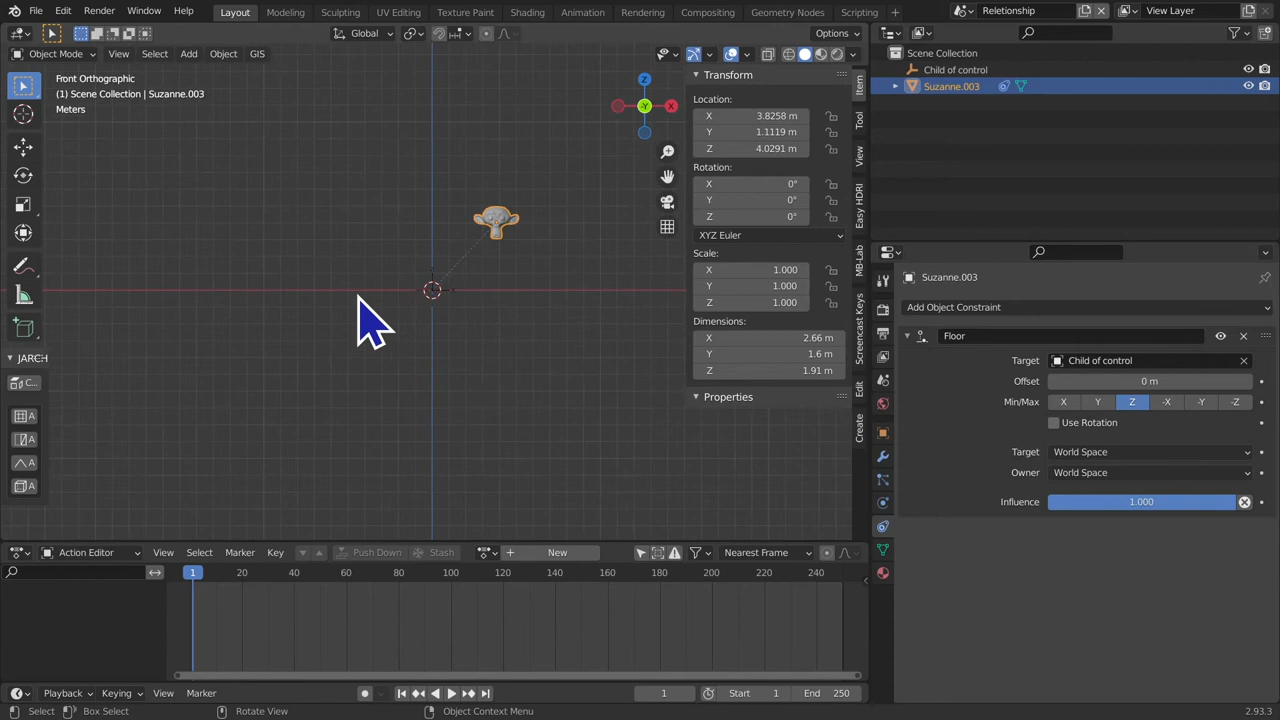 File Edit Render Window Help Layout Modeling Sculpting UV Editing Texture Paint Shading Animation Rendering Compositing Geometry Nodes Scripting + Relationship View Layer
Global Options
Object Mode View Select Add Object GIS
Front Orthographic
(1) Scene Collection | Suzanne.003
Meters
Z
-Y
X
JARCH
C...
A
A
A
A
Transform
Location:
X 3.8258 m
Y 1.1119 m
Z 4.0291 m
Rotation:
X 0°
Y 0°
Z 0°
XYZ Euler
Scale:
X 1.000
Y 1.000
Z 1.000
Dimensions:
X 2.66 m
Y 1.6 m
Z 1.91 m
Properties
Item
Tool
View
Easy HDRI
MB-Lab
Screencast Keys
Edit
Create
Scene Collection
Child of control
Suzanne.003
Suzanne.003
Add Object Constraint
Floor
Target Child of control
Offset 0 m
Min/Max X Y Z -X -Y -Z
Use Rotation
Target World Space
Owner World Space
Influence 1.000
Action Editor View Select Marker Key Push Down Stash + New Nearest Frame
1 20 40 60 80 100 120 140 160 180 200 220 240
Playback Keying View Marker 1 Start 1 End 250
Select Box Select Rotate View Object Context Menu 2.93.3